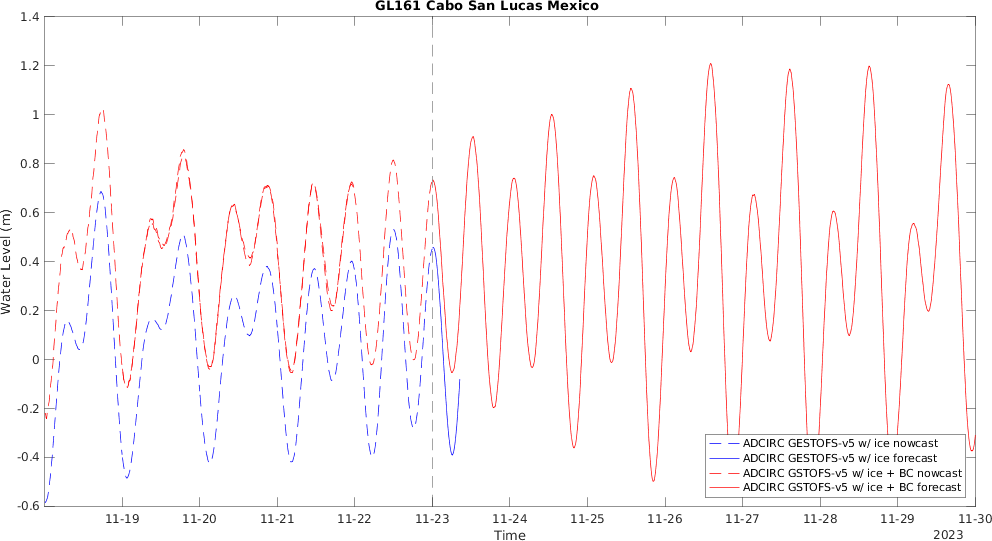 GL161 Cabo San Lucas Mexico
Water Level (m)
1.4
1.2
1
0.8
0.6
0.4
0.2
0
-0.2
-0.4
-0.6
ADCIRC GESTOFS-v5 w/ ice nowcast
ADCIRC GESTOFS-v5 w/ ice forecast
ADCIRC GSTOFS-v5 w/ ice + BC nowcast
ADCIRC GSTOFS-v5 w/ ice + BC forecast
11-19 11-20 11-21 11-22 11-23 11-24 11-25 11-26 11-27 11-28 11-29 11-30
Time
2023